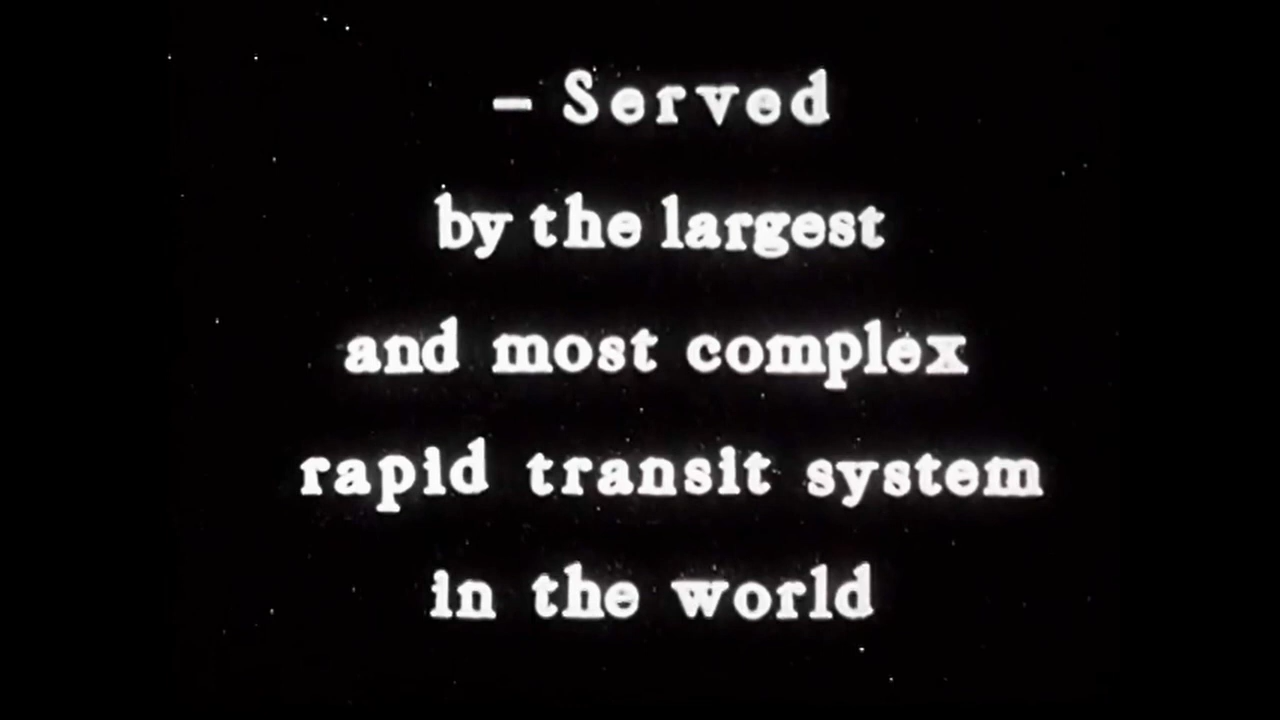 – Served
by the largest
and most complex
rapid transit system
in the world